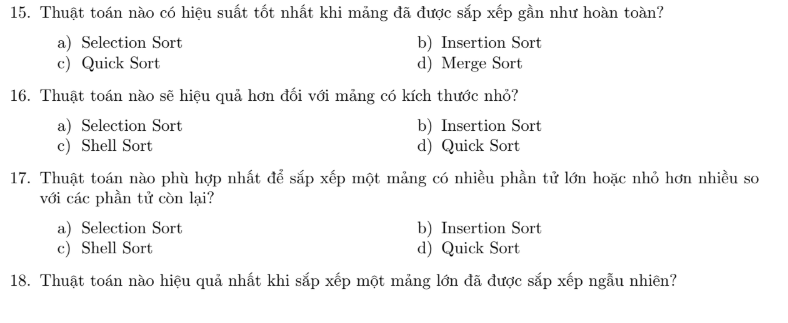 15. Thuật toán nào có hiệu suất tốt nhất khi mảng đã được sắp xếp gần như hoàn toàn?
a) Selection Sort b) Insertion Sort
c) Quick Sort d) Merge Sort
16. Thuật toán nào sẽ hiệu quả hơn đối với mảng có kích thước nhỏ?
a) Selection Sort b) Insertion Sort
c) Shell Sort d) Quick Sort
17. Thuật toán nào phù hợp nhất để sắp xếp một mảng có nhiều phần tử lớn hoặc nhỏ hơn nhiều so
với các phần tử còn lại?
a) Selection Sort b) Insertion Sort
c) Shell Sort d) Quick Sort
18. Thuật toán nào hiệu quả nhất khi sắp xếp một mảng lớn đã được sắp xếp ngẫu nhiên?